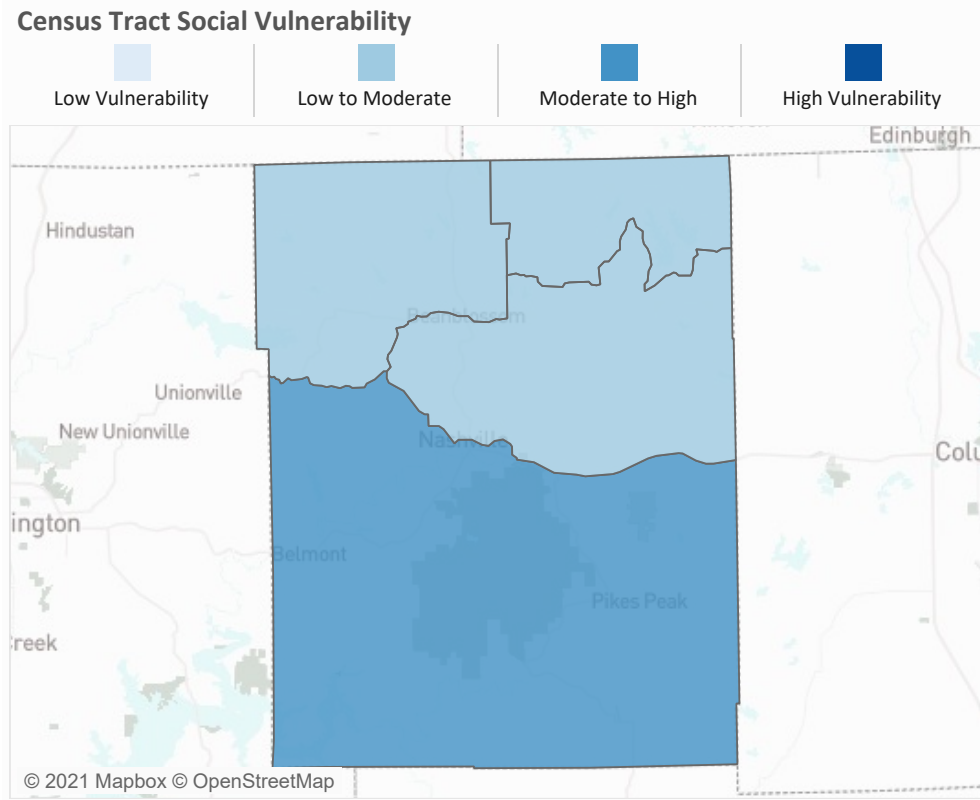 Census Tract Social Vulnerability
Low Vulnerability
Low to Moderate
Moderate to High
High Vulnerability
Edinburgh
Hindustan
Beanblossom
Unionville
New Unionville
Nashville
Colu
ington
Belmont
Pikes Peak
reek
© 2021 Mapbox © OpenStreetMap